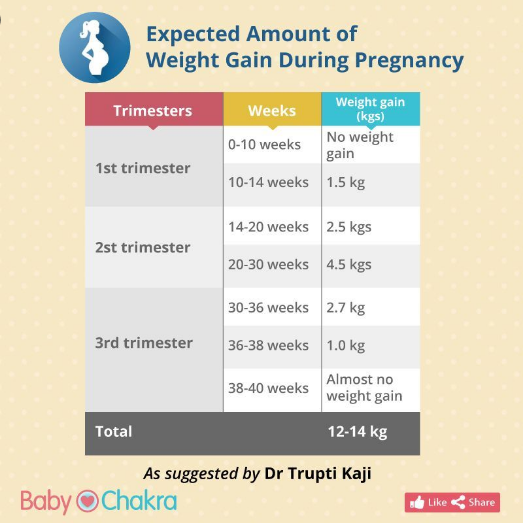 Expected Amount of
Weight Gain During Pregnancy
Trimesters
Weeks
Weight gain
(kgs)
1st trimester
0-10 weeks
No weight
gain
10-14 weeks
1.5 kg
2st trimester
14-20 weeks
2.5 kgs
20-30 weeks
4.5 kgs
3rd trimester
30-36 weeks
2.7 kg
36-38 weeks
1.0 kg
38-40 weeks
Almost no
weight gain
Total
12-14 kg
As suggested by Dr Trupti Kaji
Baby Chakra
Like Share